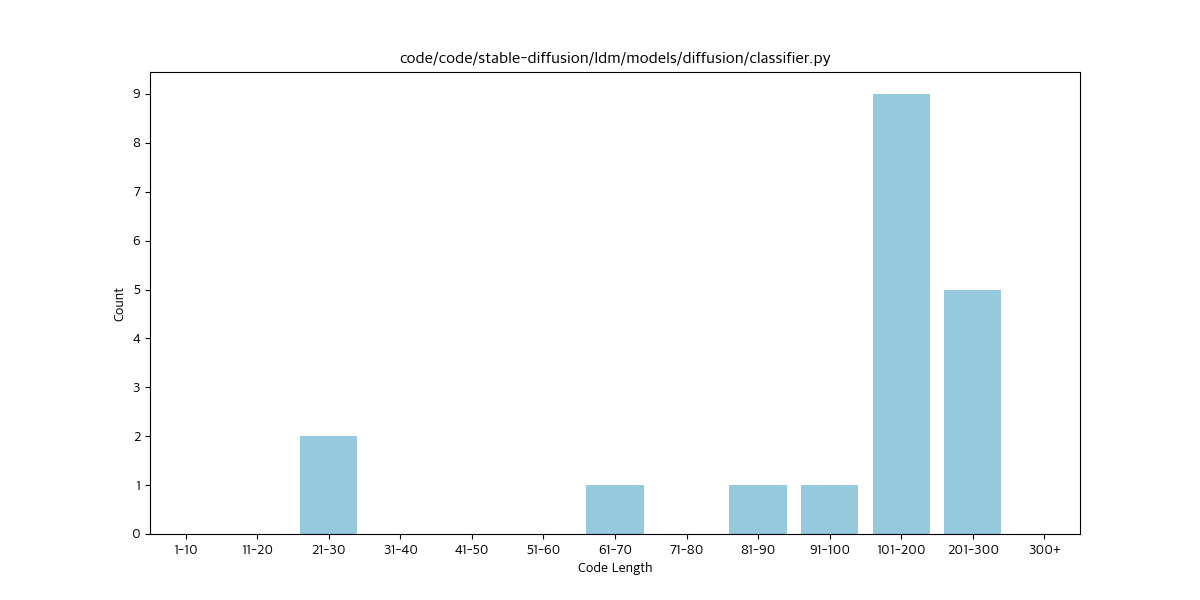 code/code/stable-diffusion/ldm/models/diffusion/classifier.py
9
8
7
6
5
4
3
2
1
0
Count
1-10 11-20 21-30 31-40 41-50 51-60 61-70 71-80 81-90 91-100 101-200 201-300 300+
Code Length